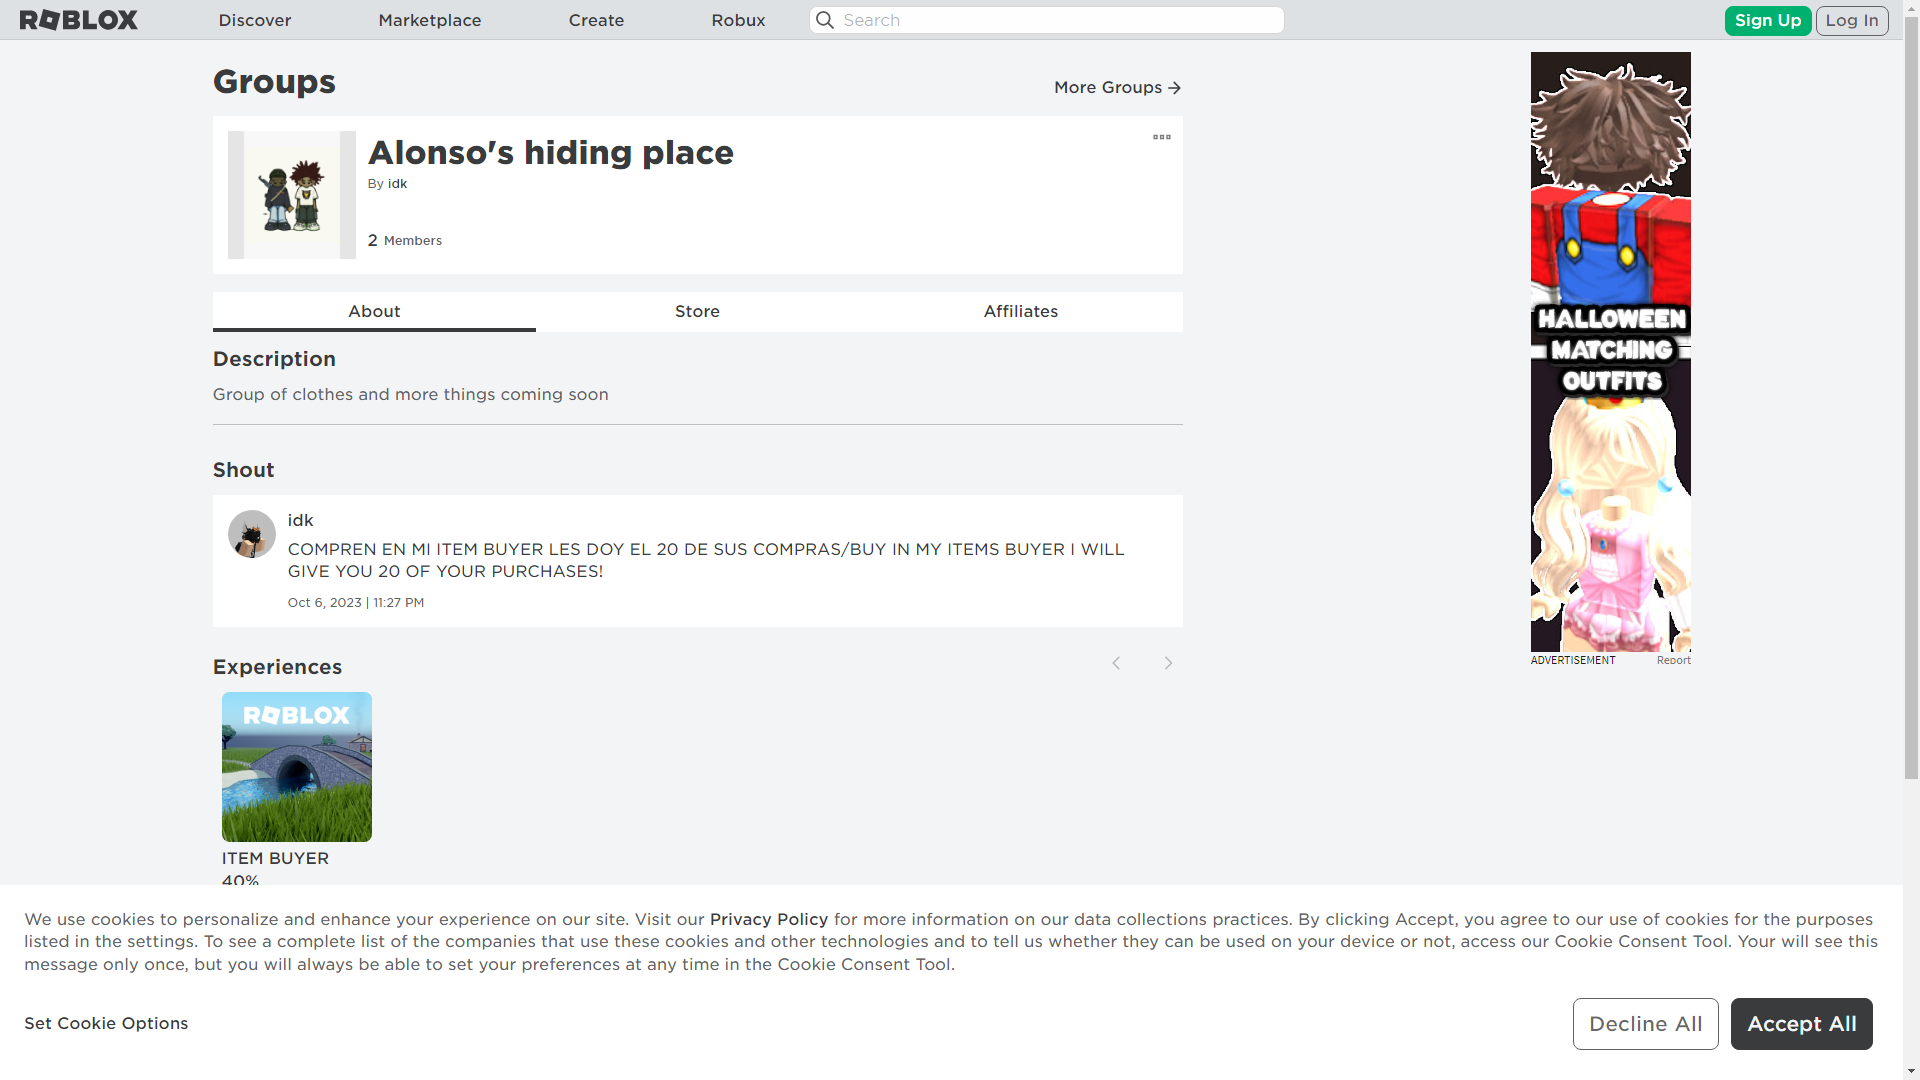 ROBLOX
Discover
Marketplace
Create
Robux
Search
Sign Up
Log In
Groups
More Groups
Alonso's hiding place
By idk
2 Members
About
Store
Affiliates
Description
Group of clothes and more things coming soon
Shout
idk
COMPREN EN MI ITEM BUYER LES DOY EL 20 DE SUS COMPRAS/BUY IN MY ITEMS BUYER I WILL
GIVE YOU 20 OF YOUR PURCHASES!
Oct 6, 2023 | 11:27 PM
Experiences
ROBLOX
ITEM BUYER
40%
HALLOWEEN
MATCHING
OUTFITS
ADVERTISEMENT
Report
We use cookies to personalize and enhance your experience on our site. Visit our Privacy Policy for more information on our data collections practices. By clicking Accept, you agree to our use of cookies for the purposes
listed in the settings. To see a complete list of the companies that use these cookies and other technologies and to tell us whether they can be used on your device or not, access our Cookie Consent Tool. Your will see this
message only once, but you will always be able to set your preferences at any time in the Cookie Consent Tool.
Set Cookie Options
Decline All
Accept All